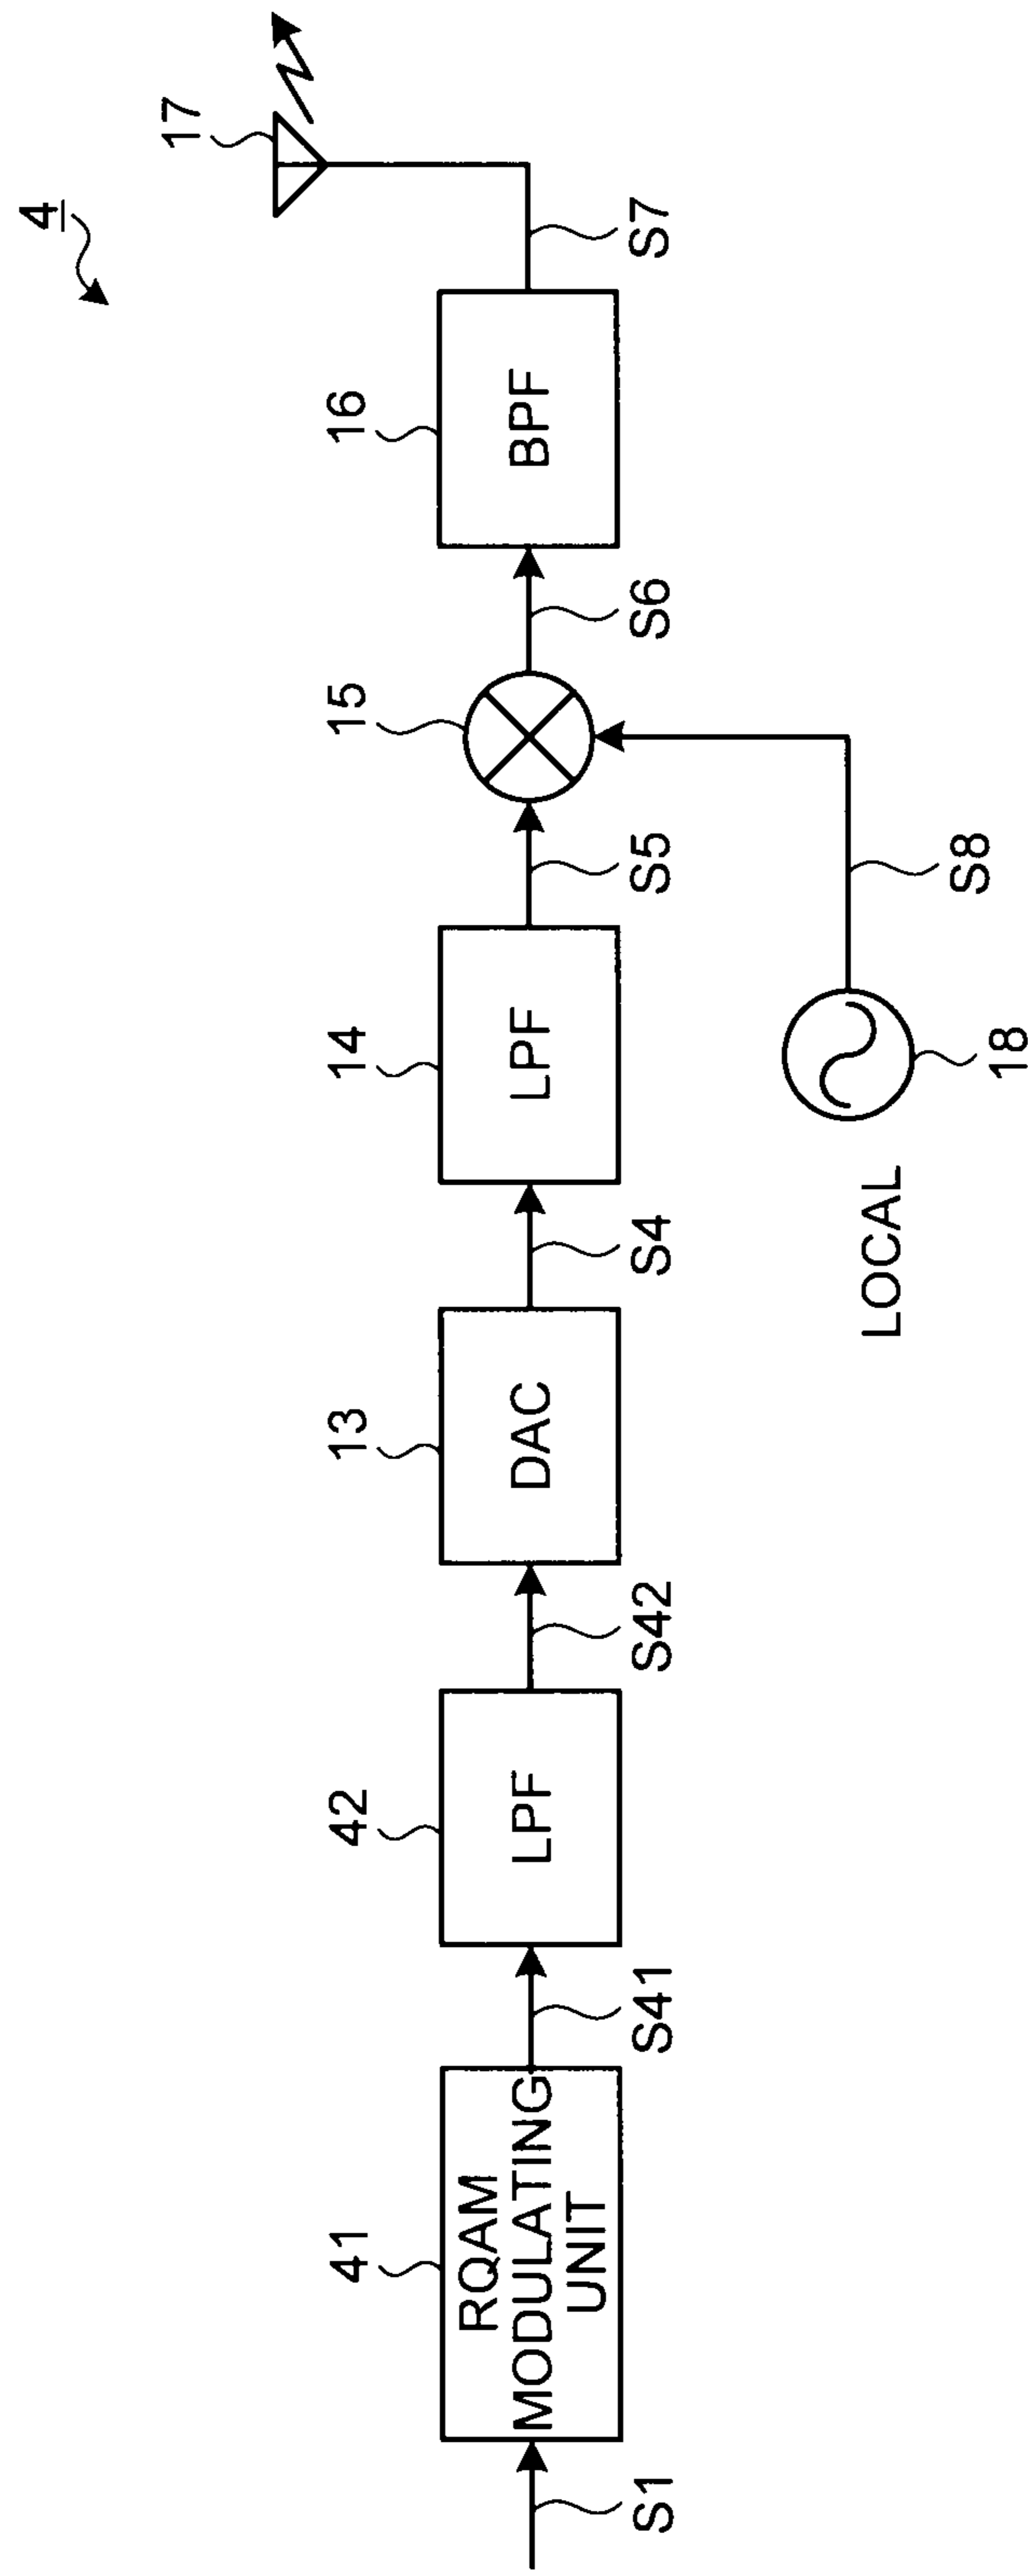 4
17
41
42
13
14
15
16
RQAM
MODULATING
UNIT
LPF
DAC
LPF
BPF
S1
S41
S42
S4
S5
S6
S7
LOCAL
18
S8